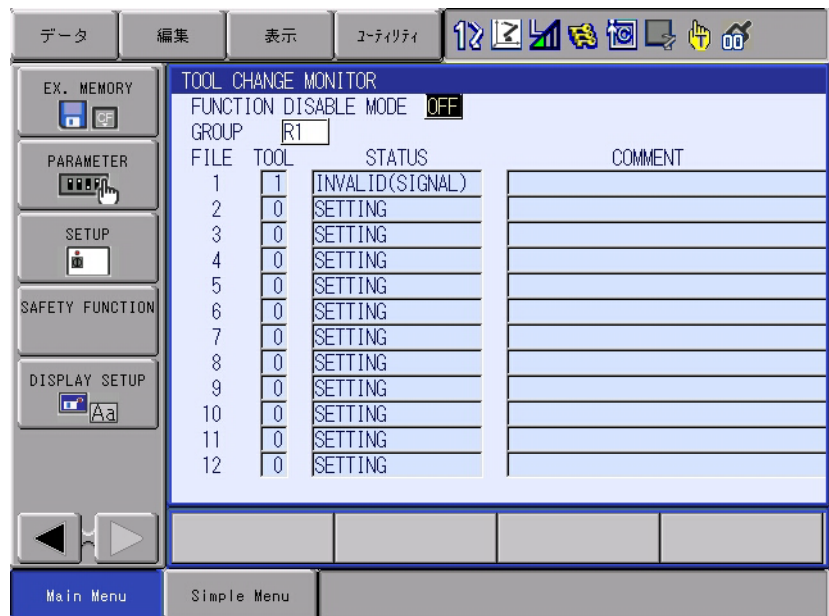 データ 編集 表示 ユーティリティ
EX. MEMORY
CF
PARAMETER
SETUP
SAFETY FUNCTION
DISPLAY SETUP
Aa
TOOL CHANGE MONITOR
FUNCTION DISABLE MODE OFF
GROUP R1
FILE TOOL STATUS COMMENT
1 1 INVALID(SIGNAL)
2 0 SETTING
3 0 SETTING
4 0 SETTING
5 0 SETTING
6 0 SETTING
7 0 SETTING
8 0 SETTING
9 0 SETTING
10 0 SETTING
11 0 SETTING
12 0 SETTING
Main Menu Simple Menu